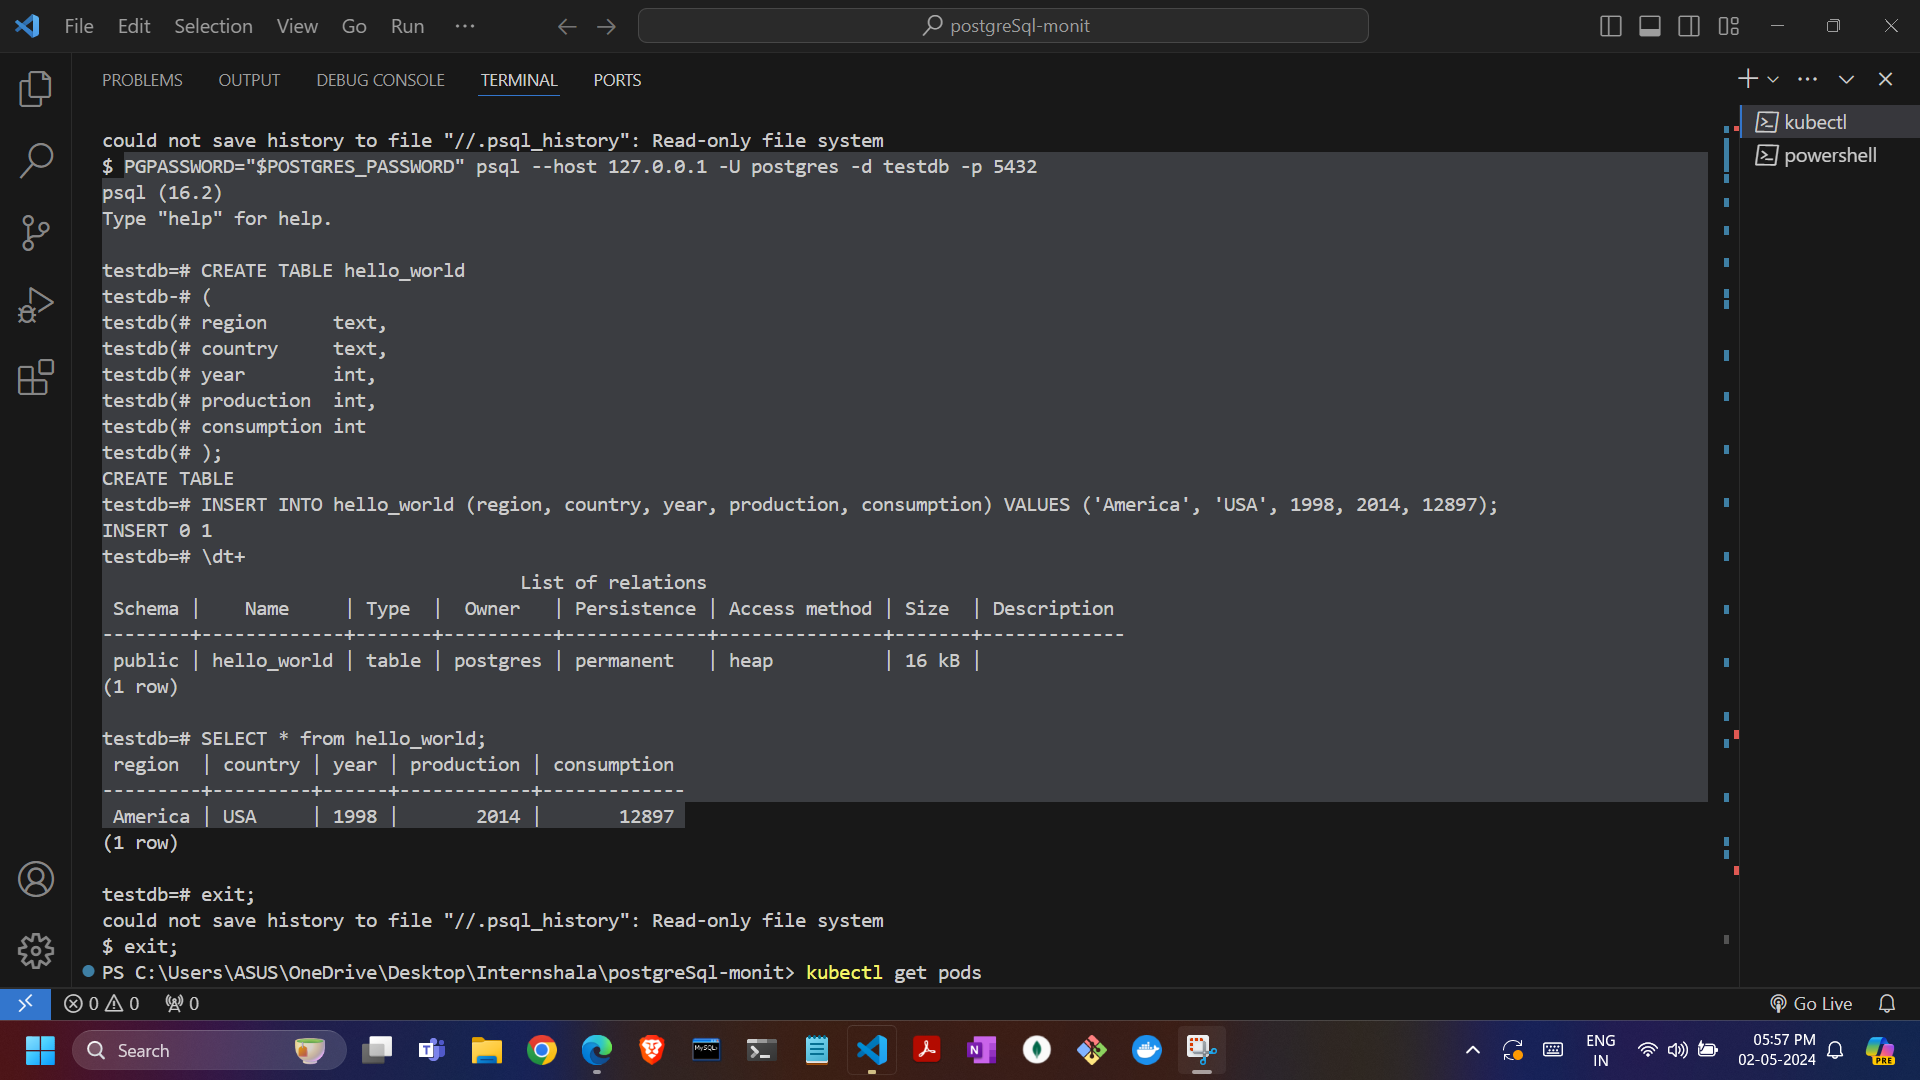 File Edit Selection View Go Run ··· postgreSql-monit
PROBLEMS OUTPUT DEBUG CONSOLE TERMINAL PORTS
kubectl
powershell
could not save history to file "//.psql_history": Read-only file system
$ PGPASSWORD="$POSTGRES_PASSWORD" psql --host 127.0.0.1 -U postgres -d testdb -p 5432
psql (16.2)
Type "help" for help.
testdb=# CREATE TABLE hello_world
testdb-# (
testdb(# region      text,
testdb(# country     text,
testdb(# year        int,
testdb(# production  int,
testdb(# consumption int
testdb(# );
CREATE TABLE
testdb=# INSERT INTO hello_world (region, country, year, production, consumption) VALUES ('America', 'USA', 1998, 2014, 12897);
INSERT 0 1
testdb=# \dt+
                                      List of relations
 Schema |    Name     | Type  |  Owner   | Persistence | Access method | Size  | Description
--------+-------------+-------+----------+-------------+---------------+-------+-------------
 public | hello_world | table | postgres | permanent   | heap          | 16 kB |
(1 row)
testdb=# SELECT * from hello_world;
 region  | country | year | production | consumption
---------+---------+------+------------+-------------
 America | USA     | 1998 |       2014 |       12897
(1 row)
testdb=# exit;
could not save history to file "//.psql_history": Read-only file system
$ exit;
PS C:\Users\ASUS\OneDrive\Desktop\Internshala\postgreSql-monit> kubectl get pods
0 0 0 Go Live
Search
MySQL
ENG
IN
05:57 PM
02-05-2024
PRE